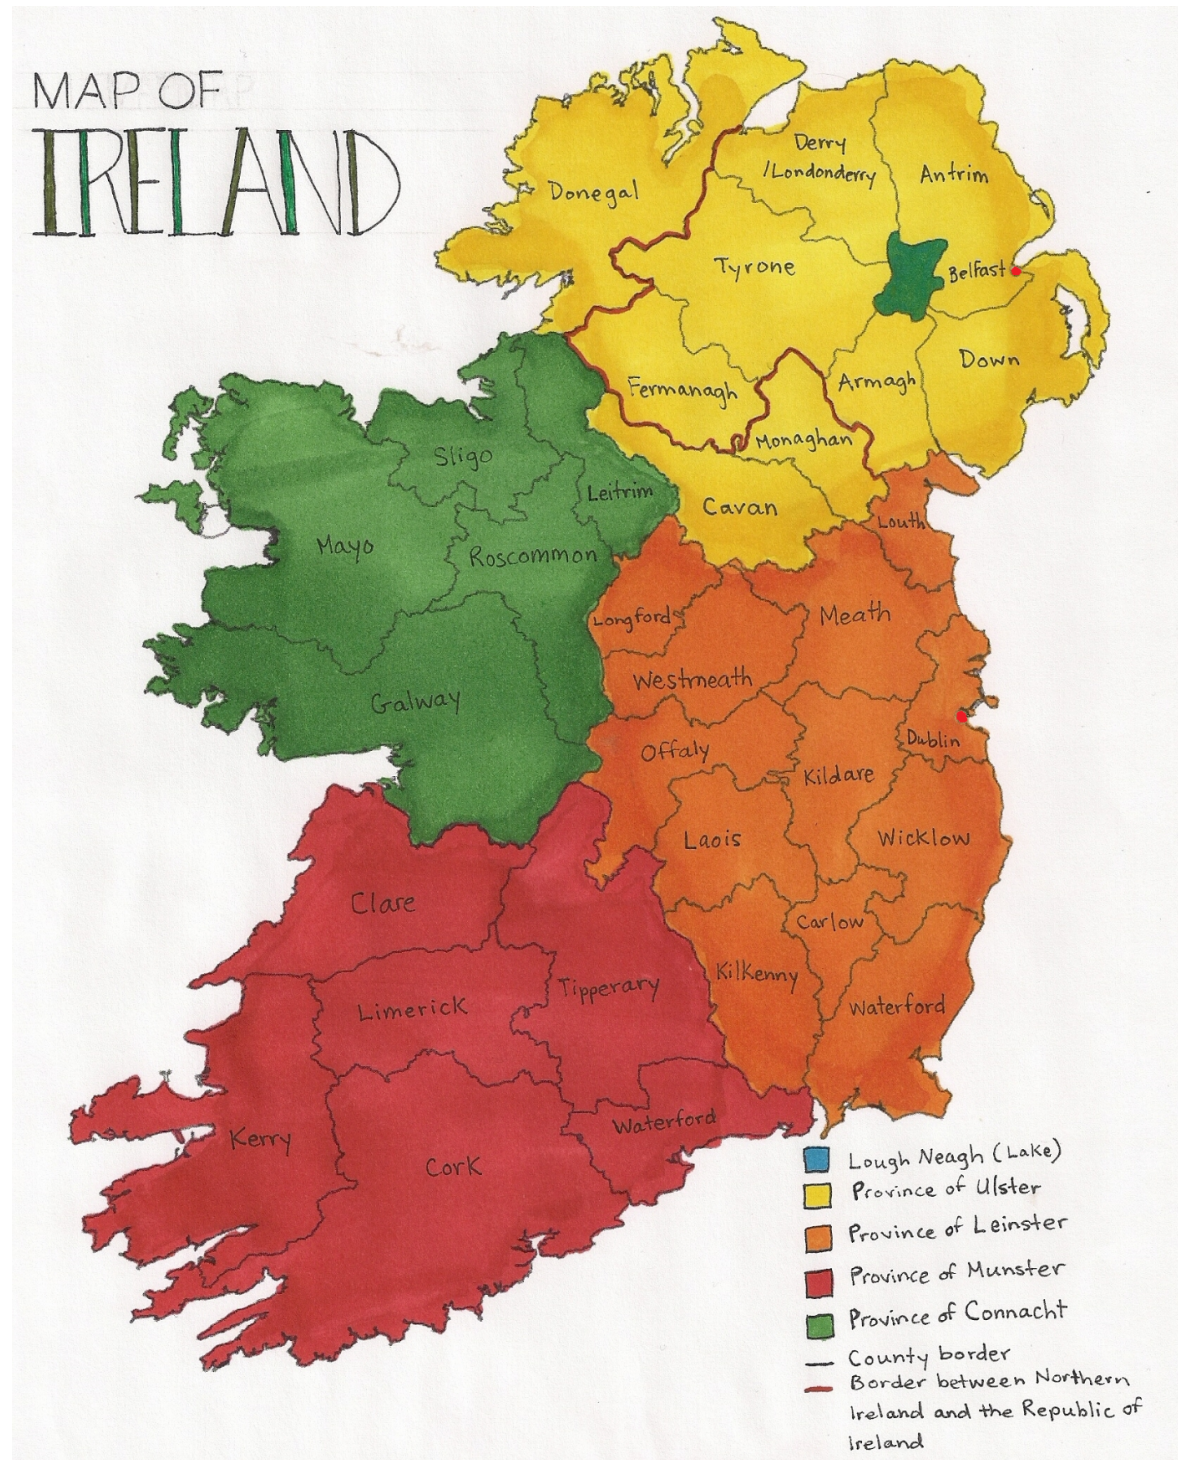 MAP OF
IRELAND
Derry
/Londonderry
Antrim
Donegal
Tyrone
Belfast
Down
Armagh
Fermanagh
Monaghan
Sligo
Leitrim
Cavan
Louth
Mayo
Roscommon
Longford
Meath
Westmeath
Galway
Offaly
Dublin
Kildare
Laois
Wicklow
Clare
Carlow
Kilkenny
Tipperary
Limerick
Waterford
Waterford
Kerry
Cork
Lough Neagh (Lake)
Province of Ulster
Province of Leinster
Province of Munster
Province of Connacht
County border
Border between Northern
Ireland and the Republic of
Ireland